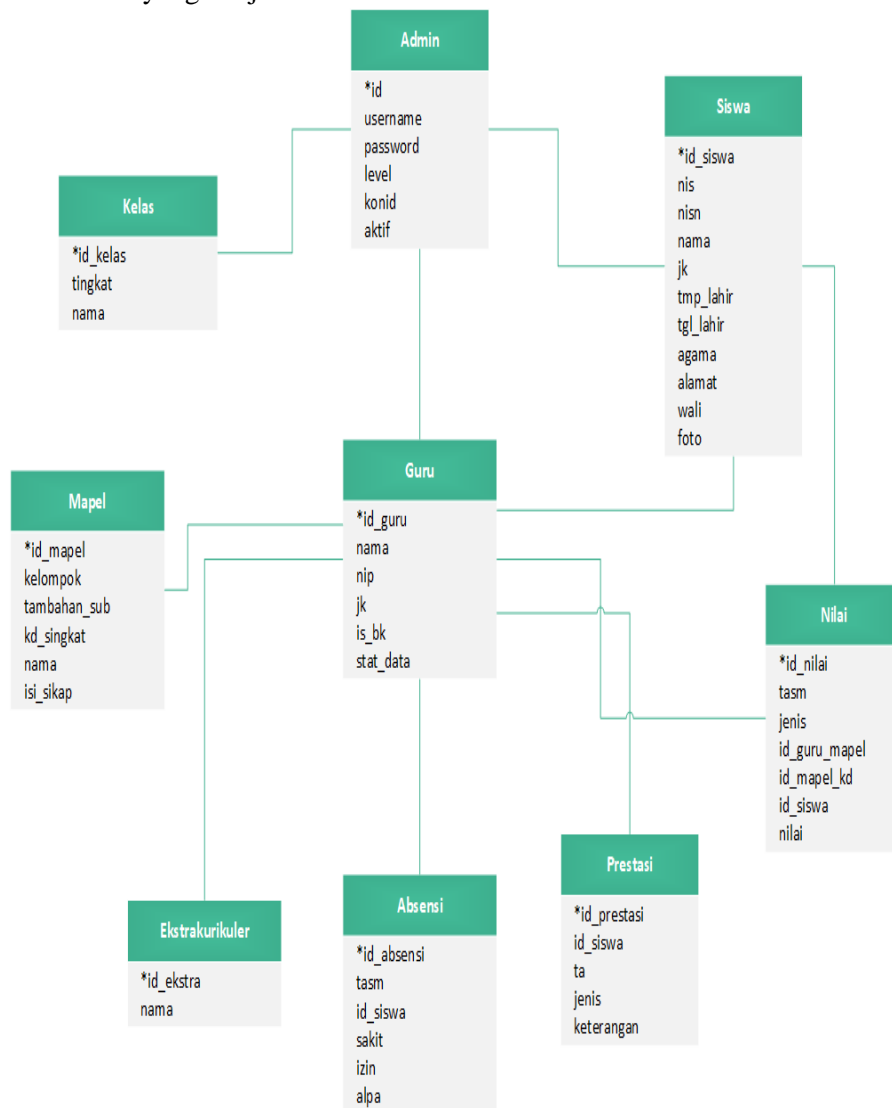 Admin
*id
username
password
level
konid
aktif
Siswa
*id_siswa
nis
nisn
nama
jk
tmp_lahir
tgl_lahir
agama
alamat
wali
foto
Kelas
*id_kelas
tingkat
nama
Guru
*id_guru
nama
nip
jk
is_bk
stat_data
Mapel
*id_mapel
kelompok
tambahan_sub
kd_singkat
nama
isi_sikap
Nilai
*id_nilai
tasm
jenis
id_guru_mapel
id_mapel_kd
id_siswa
nilai
Prestasi
*id_prestasi
id_siswa
ta
jenis
keterangan
Absensi
*id_absensi
tasm
id_siswa
sakit
izin
alpa
Ekstrakurikuler
*id_ekstra
nama